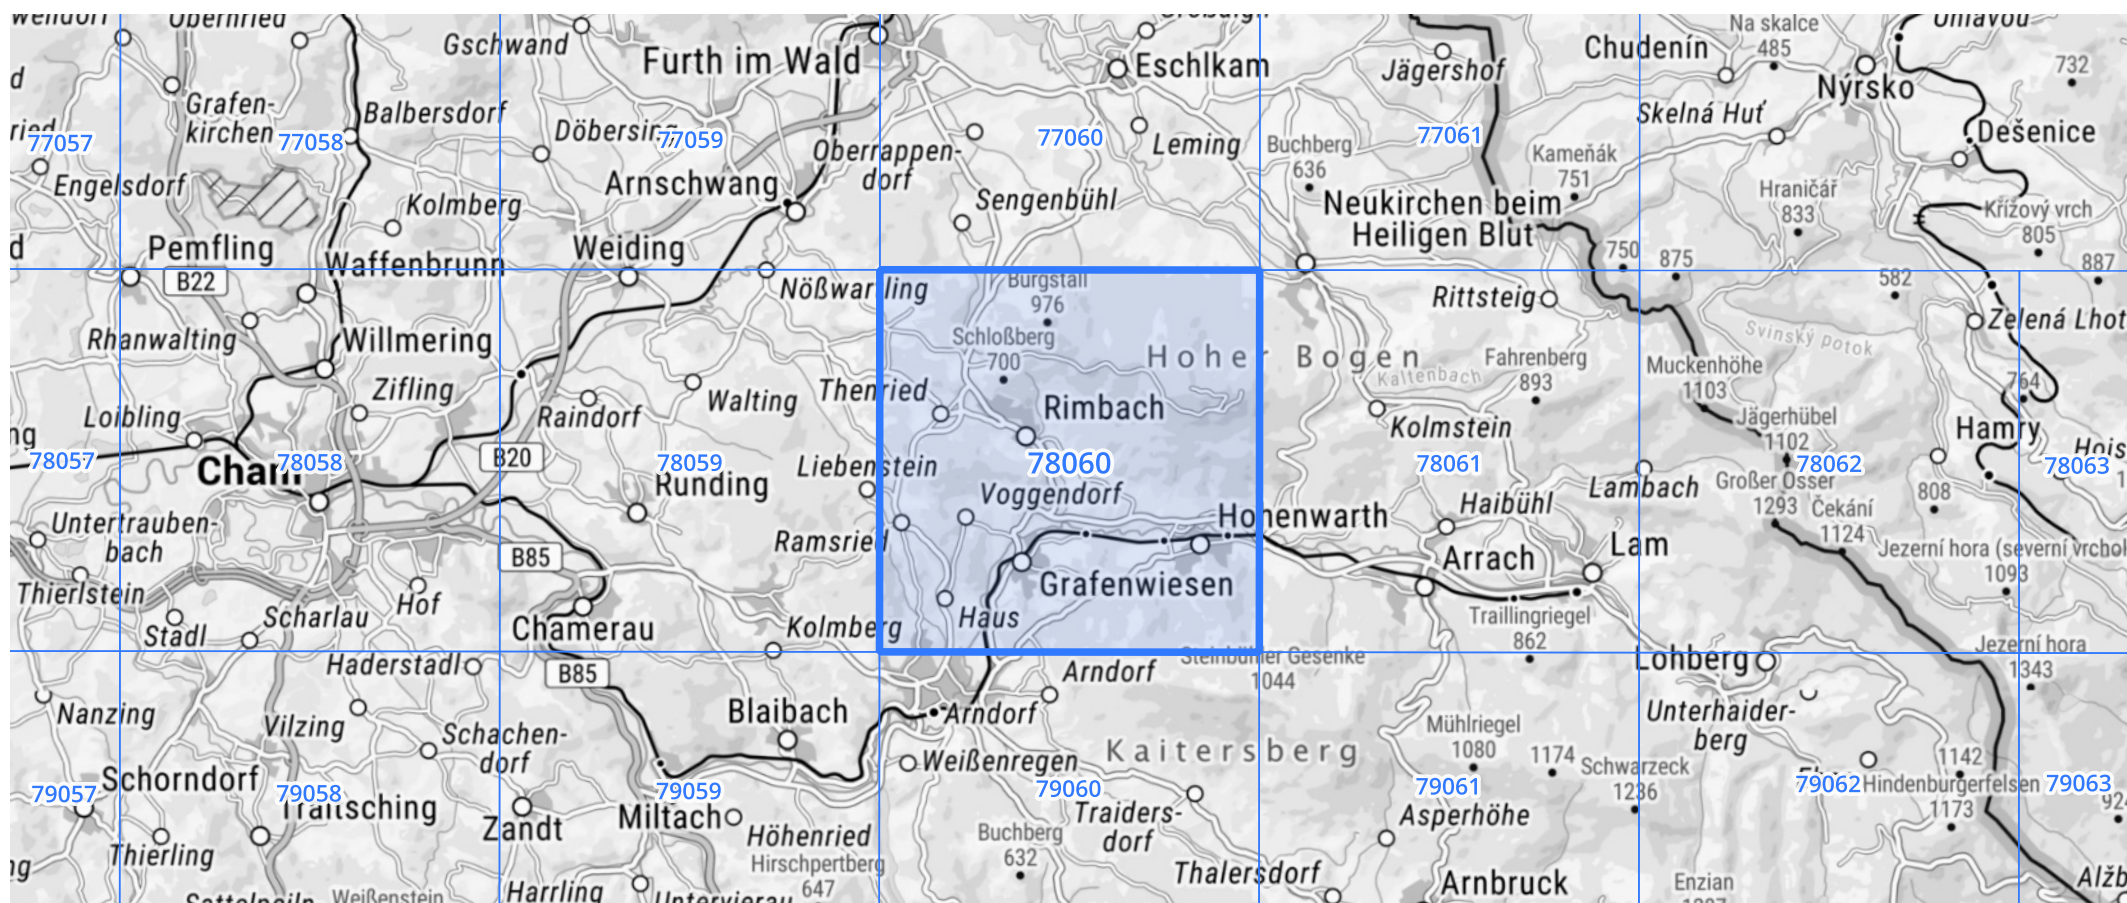 Gschwand
Furth im Wald
Eschlkam
Jägershof
Chudenín
Na skalce
485
Nýrsko
732
Grafen-
kirchen
Balbersdorf
Döbersing
Leming
Skelná Huť
Dešenice
77057
77058
77059
77060
77061
Oberrappen-
dorf
Buchberg
636
Kameňák
751
Engelsdorf
Kolmberg
Arnschwang
Sengenbühl
Neukirchen beim
Heiligen Blut
Hraničář
833
Křížový vrch
805
Pemfling
Waffenbrunn
Weiding
750
875
887
B22
Nößwartling
Burgstall
976
Rittsteig
582
Zelená Lhot
Rhanwalting
Willmering
Schloßberg
700
Hoher Bogen
Svinský potok
Fahrenberg
893
Kaltenbach
Muckenhöhe
1103
764
Loibling
Zifling
Raindorf
Walting
Thenried
Rimbach
Kolmstein
Jägerhübel
1102
Hamry
Hois
78057
Cham
78058
B20
78059
Liebenstein
78060
78061
78062
78063
Runding
Voggendorf
Haibühl
Lambach
Großer Osser
1293
808
Čekání
1124
Untertrauben-
bach
Ramsried
Hohenwarth
Arrach
Lam
Jezerní hora (severní vrchol
1093
B85
Thierlstein
Hof
Grafenwiesen
Stadl
Scharlau
Chamerau
Kolmberg
Haus
Traillingriegel
862
Haderstadl
B85
Arndorf
Steinbühler Gesenke
1044
Lohberg
Jezerní hora
1343
Nanzing
Vilzing
Schachen-
dorf
Blaibach
Arndorf
Weißenregen
Kaitersberg
Mühlriegel
1080
1174
Unterhaider-
berg
1142
Schorndorf
79057
79058
Traitsching
79059
79060
79061
Schwarzeck
1236
79062
Hindenburgerfelsen
1173
79063
924
Zandt
Miltach
Höhenried
Traiders-
dorf
Asperhöhe
Thierling
Hirschpertberg
647
Buchberg
632
Thalersdorf
Arnbruck
Enzian
Alžb
Sattelpeiln
Weißenstein
Harrling
Untervierau